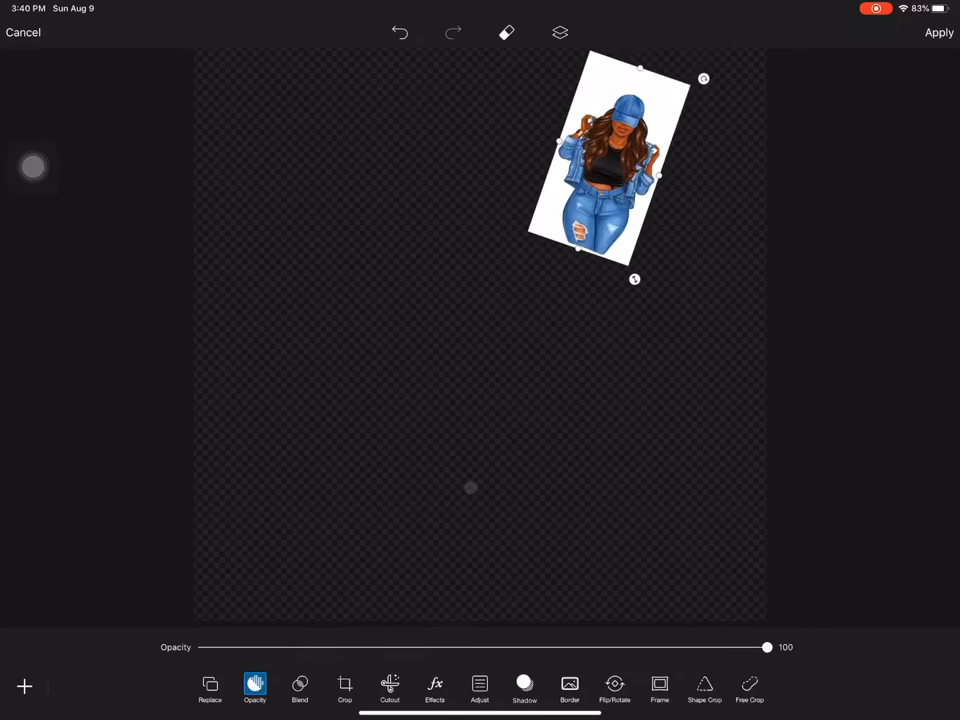 3:40 PM Sun Aug 9
83%
Cancel
Apply
Opacity
100
Replace
Opacity
Blend
Crop
Cutout
Effects
Adjust
Shadow
Border
Flip/Rotate
Frame
Shape Crop
Free Crop